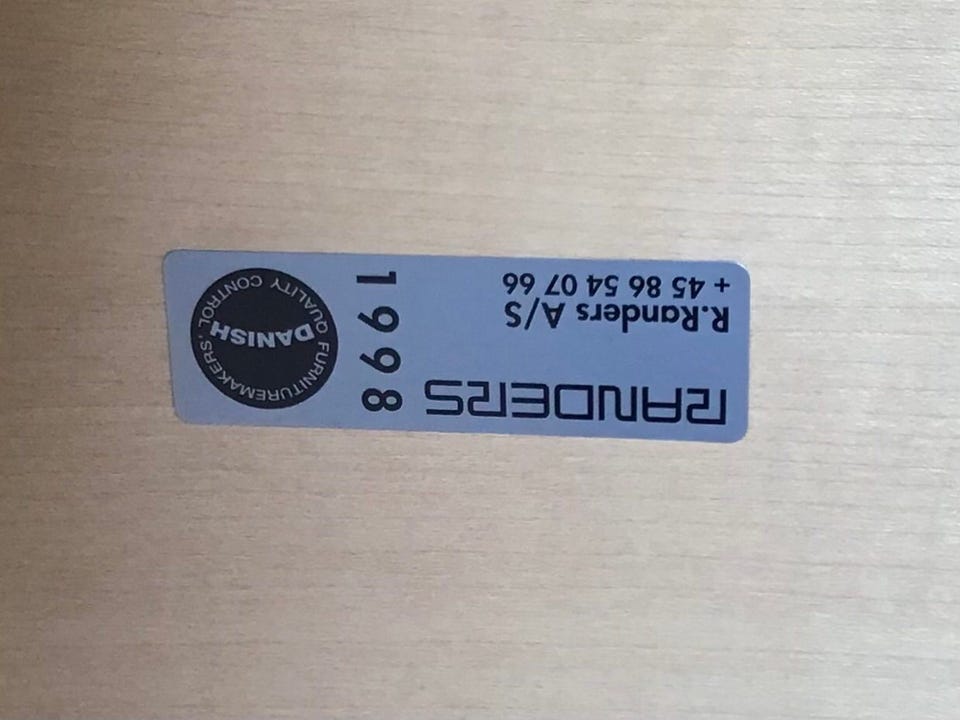 RANDERS
R.Randers A/S
+ 45 86 54 07 66
1998
DANISH
FURNITUREMAKERS' QUALITY CONTROL